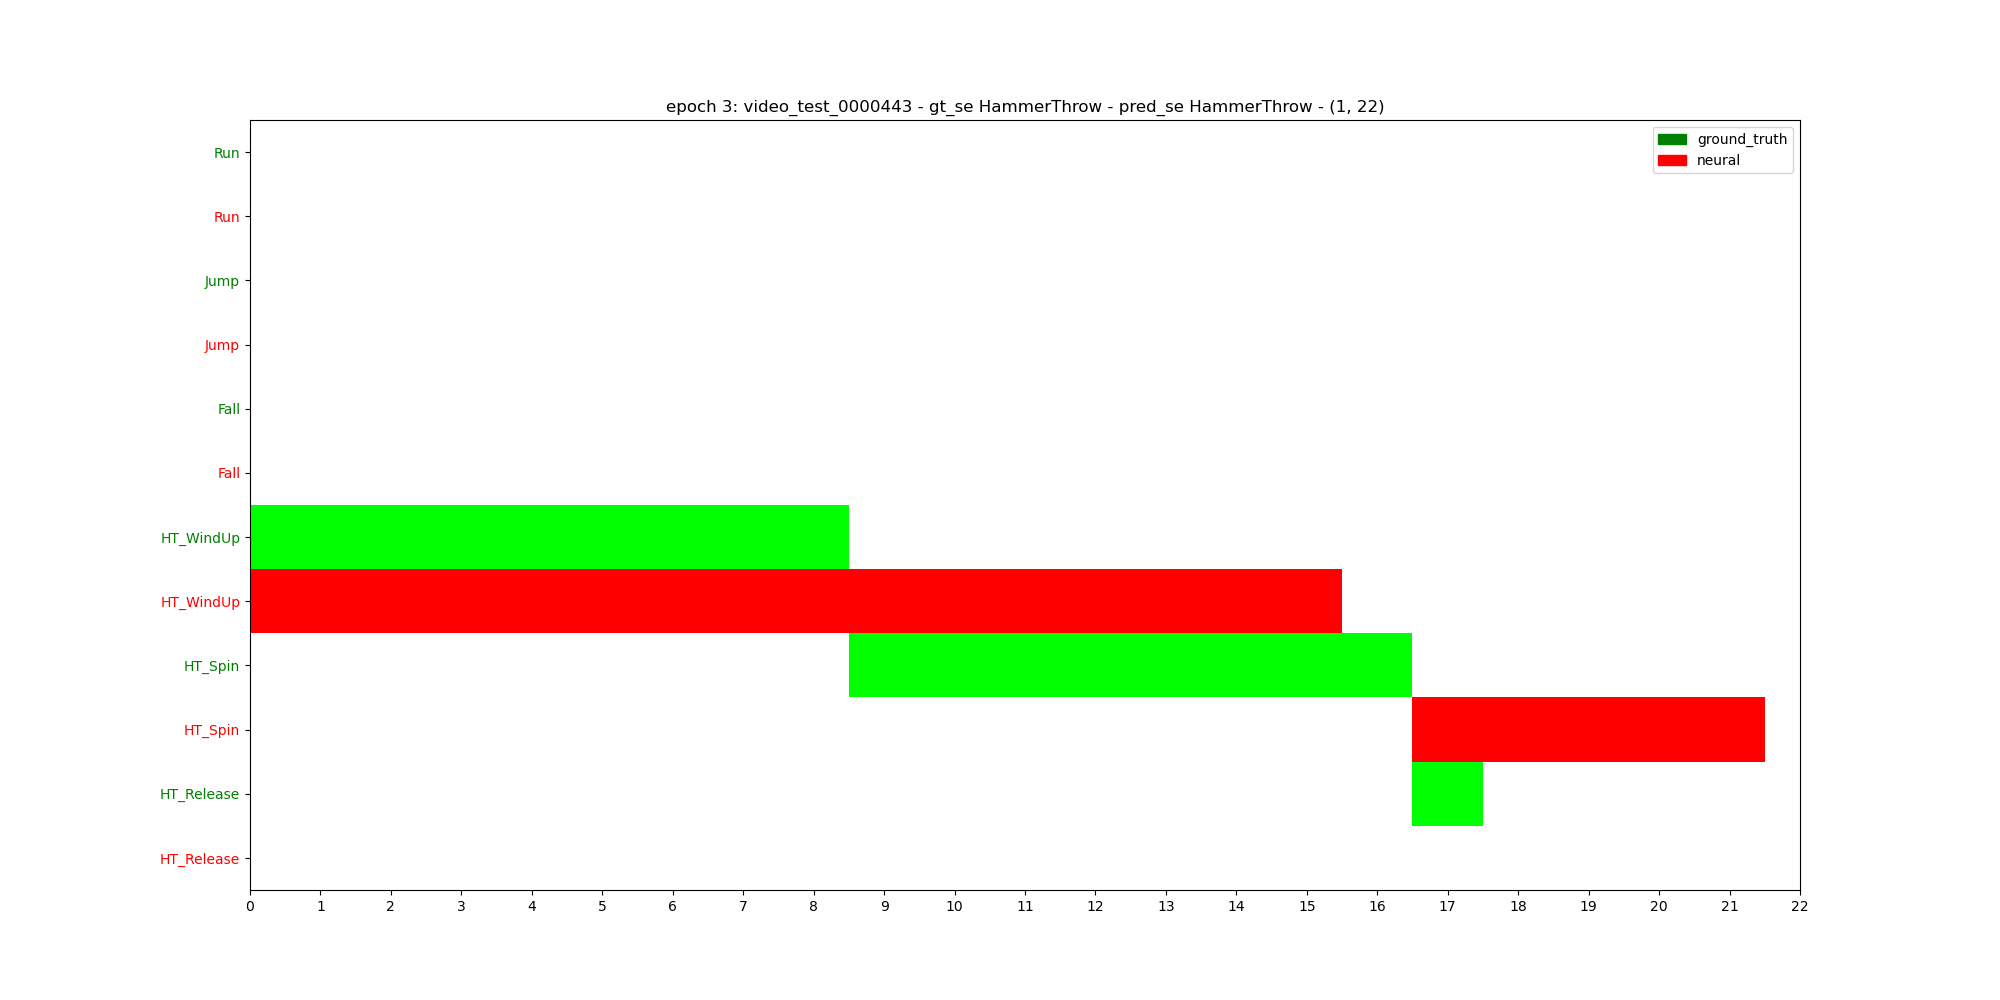 epoch 3: video_test_0000443 - gt_se HammerThrow - pred_se HammerThrow - (1, 22)
ground_truth
neural
Run
Run
Jump
Jump
Fall
Fall
HT_WindUp
HT_WindUp
HT_Spin
HT_Spin
HT_Release
HT_Release
0 1 2 3 4 5 6 7 8 9 10 11 12 13 14 15 16 17 18 19 20 21 22